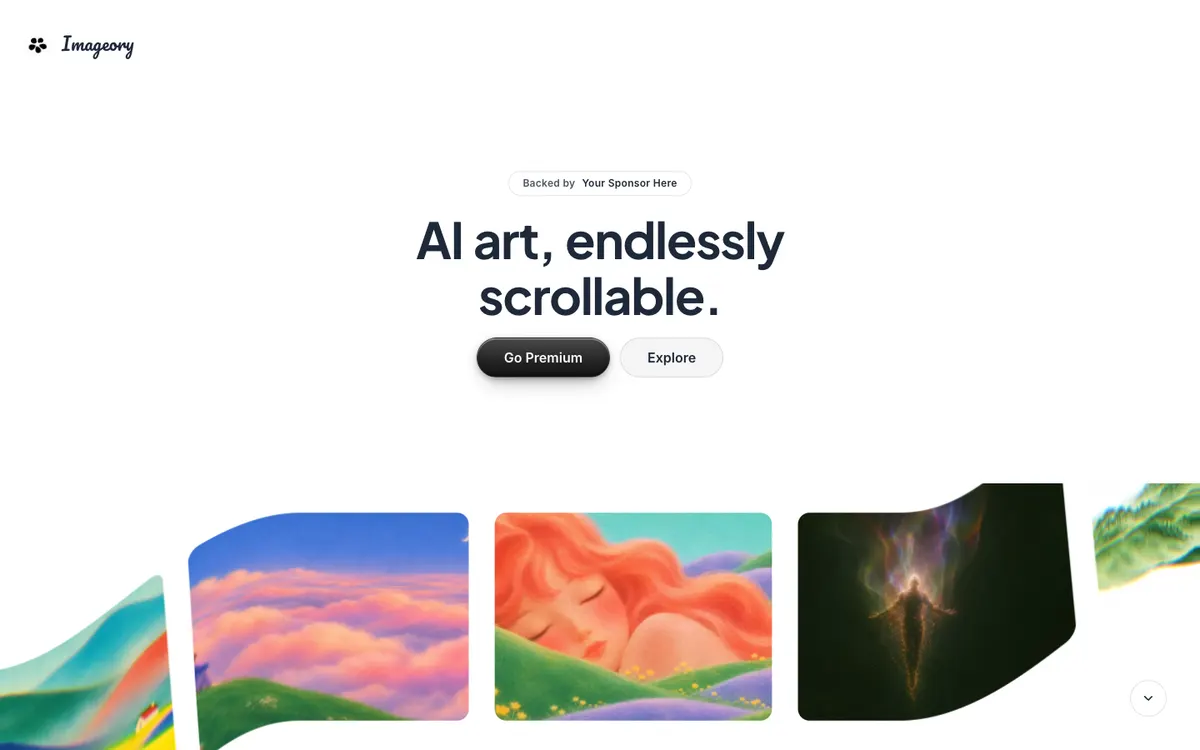 Imageory
Backed by Your Sponsor Here
AI art, endlessly
scrollable.
Go Premium
Explore